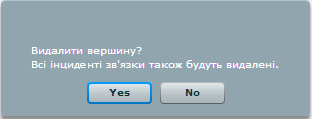 Видалити вершину?
Всі інциденті зв'язки також будуть видалені.
Yes No